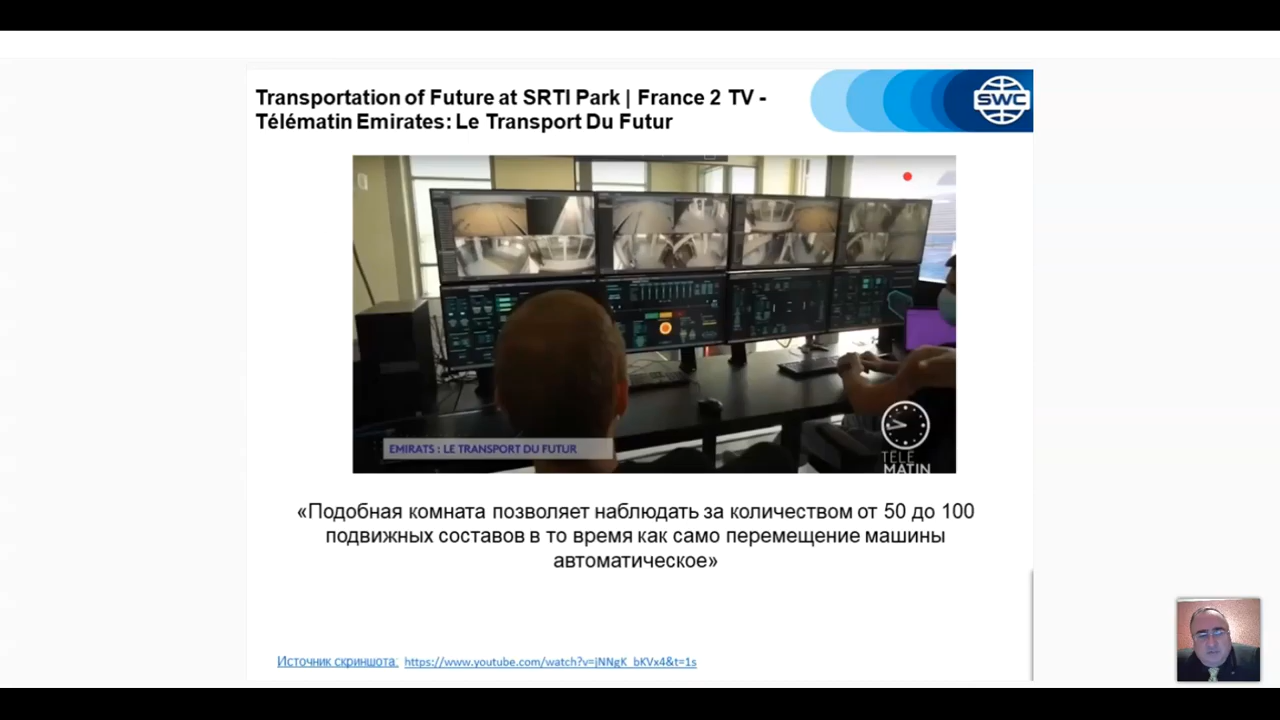 Transportation of Future at SRTI Park | France 2 TV -
Télématin Emirates: Le Transport Du Futur
SWC
EMIRATS : LE TRANSPORT DU FUTUR
TÉLÉ
MATIN
«Подобная комната позволяет наблюдать за количеством от 50 до 100
подвижных составов в то время как само перемещение машины
автоматическое»
Источник скриншота: https://www.youtube.com/watch?v=jNNgK_bKVx4&t=1s